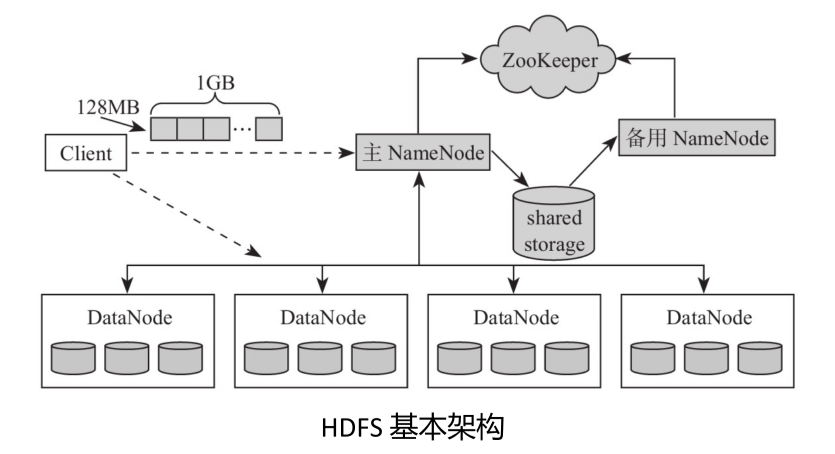 ZooKeeper
1GB
128MB
...
Client
主 NameNode
备用 NameNode
shared
storage
DataNode
DataNode
DataNode
DataNode
HDFS 基本架构